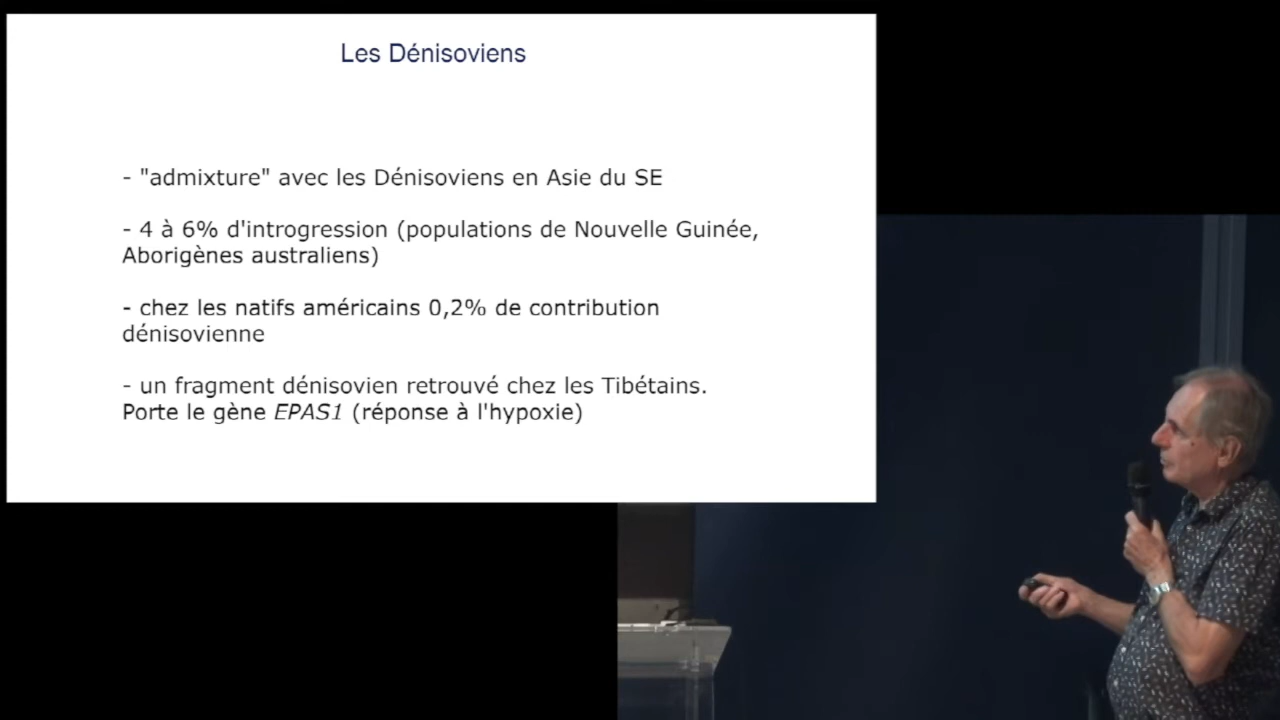 Les Dénisoviens
- "admixture" avec les Dénisoviens en Asie du SE
- 4 à 6% d'introgression (populations de Nouvelle Guinée,
Aborigènes australiens)
- chez les natifs américains 0,2% de contribution
dénisovienne
- un fragment dénisovien retrouvé chez les Tibétains.
Porte le gène EPAS1 (réponse à l'hypoxie)